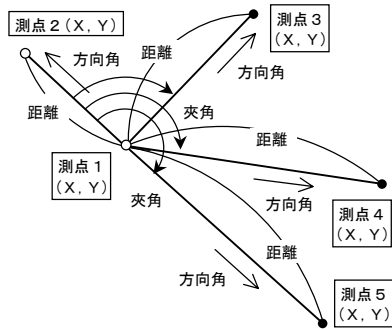 測点2(X, Y)
測点3
(X, Y)
方向角
方向角
距離
距離
夾角
距離
測点1
(X, Y)
夾角
方向角
測点4
(X, Y)
距離
方向角
測点5
(X, Y)